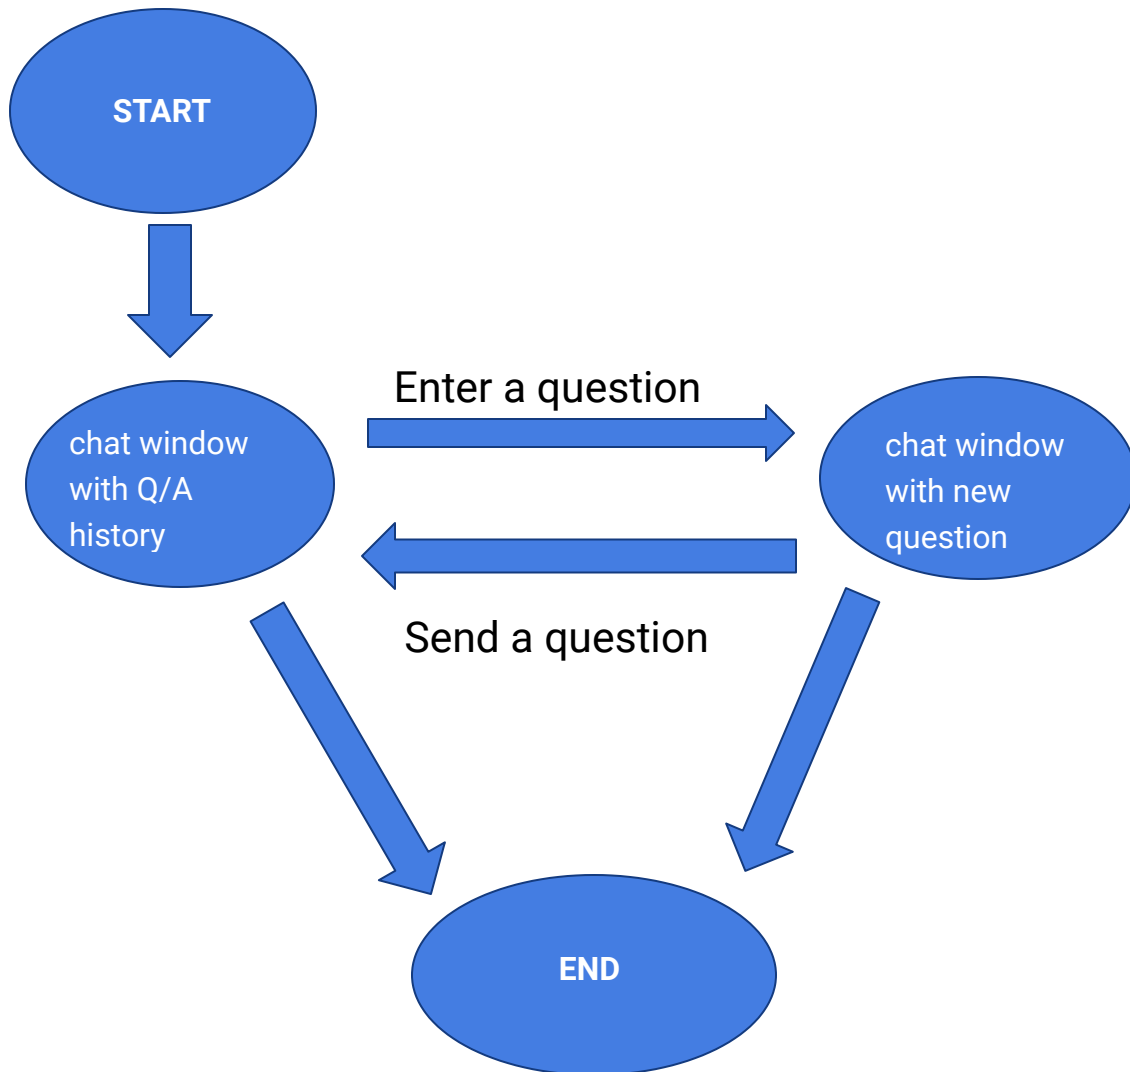 START
Enter a question
chat window
with Q/A
history
chat window
with new
question
Send a question
END